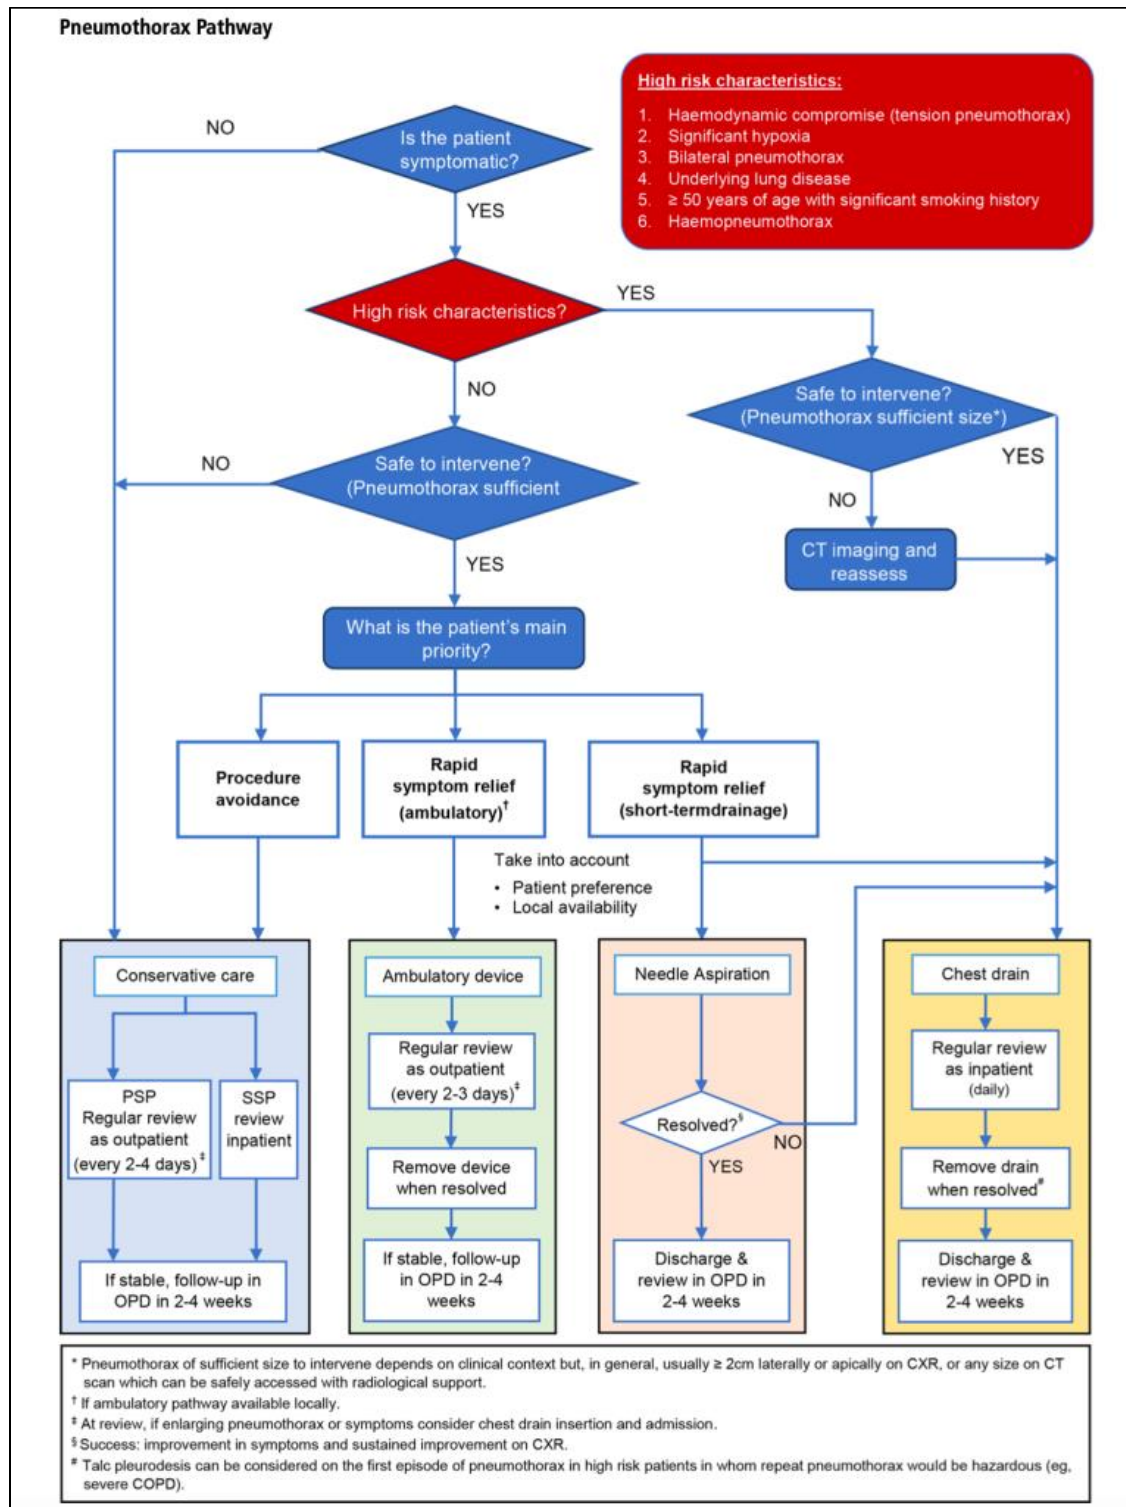 Pneumothorax Pathway
High risk characteristics:
1. Haemodynamic compromise (tension pneumothorax)
2. Significant hypoxia
3. Bilateral pneumothorax
4. Underlying lung disease
5. ≥ 50 years of age with significant smoking history
6. Haemopneumothorax
NO
Is the patient
symptomatic?
YES
High risk characteristics?
YES
NO
Safe to intervene?
(Pneumothorax sufficient size*)
YES
NO
CT imaging and
reassess
NO
Safe to intervene?
(Pneumothorax sufficient
YES
What is the patient's main
priority?
Procedure
avoidance
Rapid
symptom relief
(ambulatory)†
Rapid
symptom relief
(short-termdrainage)
Take into account
• Patient preference
• Local availability
Conservative care
PSP
Regular review
as outpatient
(every 2-4 days)‡
SSP
review
inpatient
If stable, follow-up in
OPD in 2-4 weeks
Ambulatory device
Regular review
as outpatient
(every 2-3 days)‡
Remove device
when resolved
If stable, follow-up
in OPD in 2-4
weeks
Needle Aspiration
Resolved?§
NO
YES
Discharge &
review in OPD in
2-4 weeks
Chest drain
Regular review
as inpatient
(daily)
Remove drain
when resolved#
Discharge &
review in OPD in
2-4 weeks
* Pneumothorax of sufficient size to intervene depends on clinical context but, in general, usually ≥ 2cm laterally or apically on CXR, or any size on CT
scan which can be safely accessed with radiological support.
† If ambulatory pathway available locally.
‡ At review, if enlarging pneumothorax or symptoms consider chest drain insertion and admission.
§ Success: improvement in symptoms and sustained improvement on CXR.
# Talc pleurodesis can be considered on the first episode of pneumothorax in high risk patients in whom repeat pneumothorax would be hazardous (eg,
severe COPD).